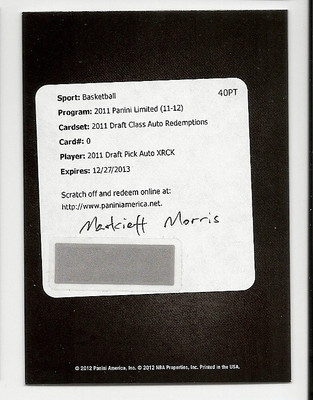 Sport: Basketball
40PT
Program: 2011 Panini Limited (11-12)
Cardset: 2011 Draft Class Auto Redemptions
Card#: 0
Player: 2011 Draft Pick Auto XRCK
Expires: 12/27/2013
Scratch off and redeem online at:
http://www.paniniamerica.net.
Markieff Morris
© 2012 Panini America, Inc. © 2012 NBA Properties, Inc. Printed in the USA.